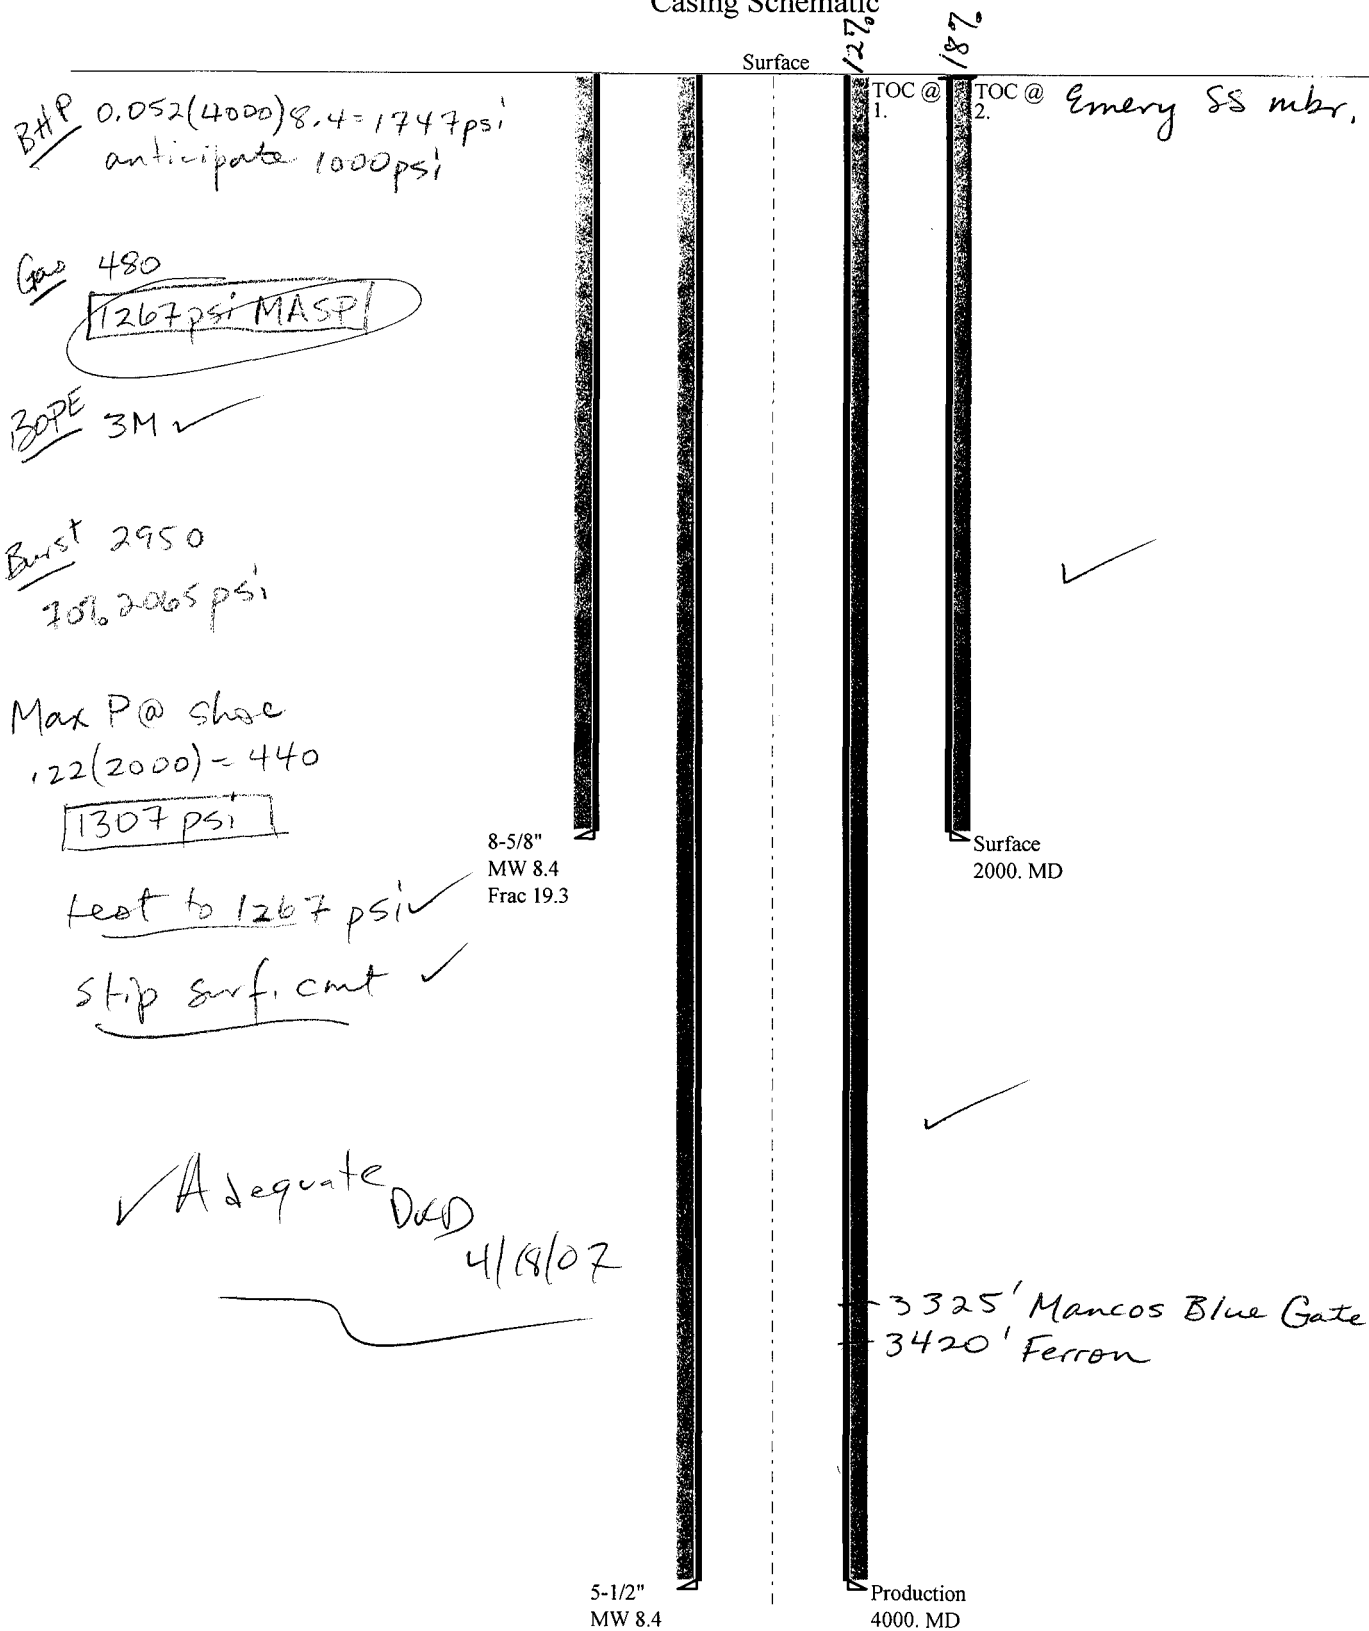 Casing Schematic
12%
18%
Surface
BHP 0.052(4000)8.4=1747psi
anticipate 1000psi
TOC @
1.
TOC @
2.
Emery SS mbr.
Gas 480
1267psi MASP
BOPE 3M ✓
Burst 2950
70% 2065 psi
Max P @ shoe
.22(2000) = 440
1307 psi
test to 1267 psi ✓
stip surf. cmt ✓
8-5/8"
MW 8.4
Frac 19.3
Surface
2000. MD
✓
✓
✓ Adequate
DKD
4/18/07
3325' Mancos Blue Gate
3420' Ferron
5-1/2"
MW 8.4
Production
4000. MD